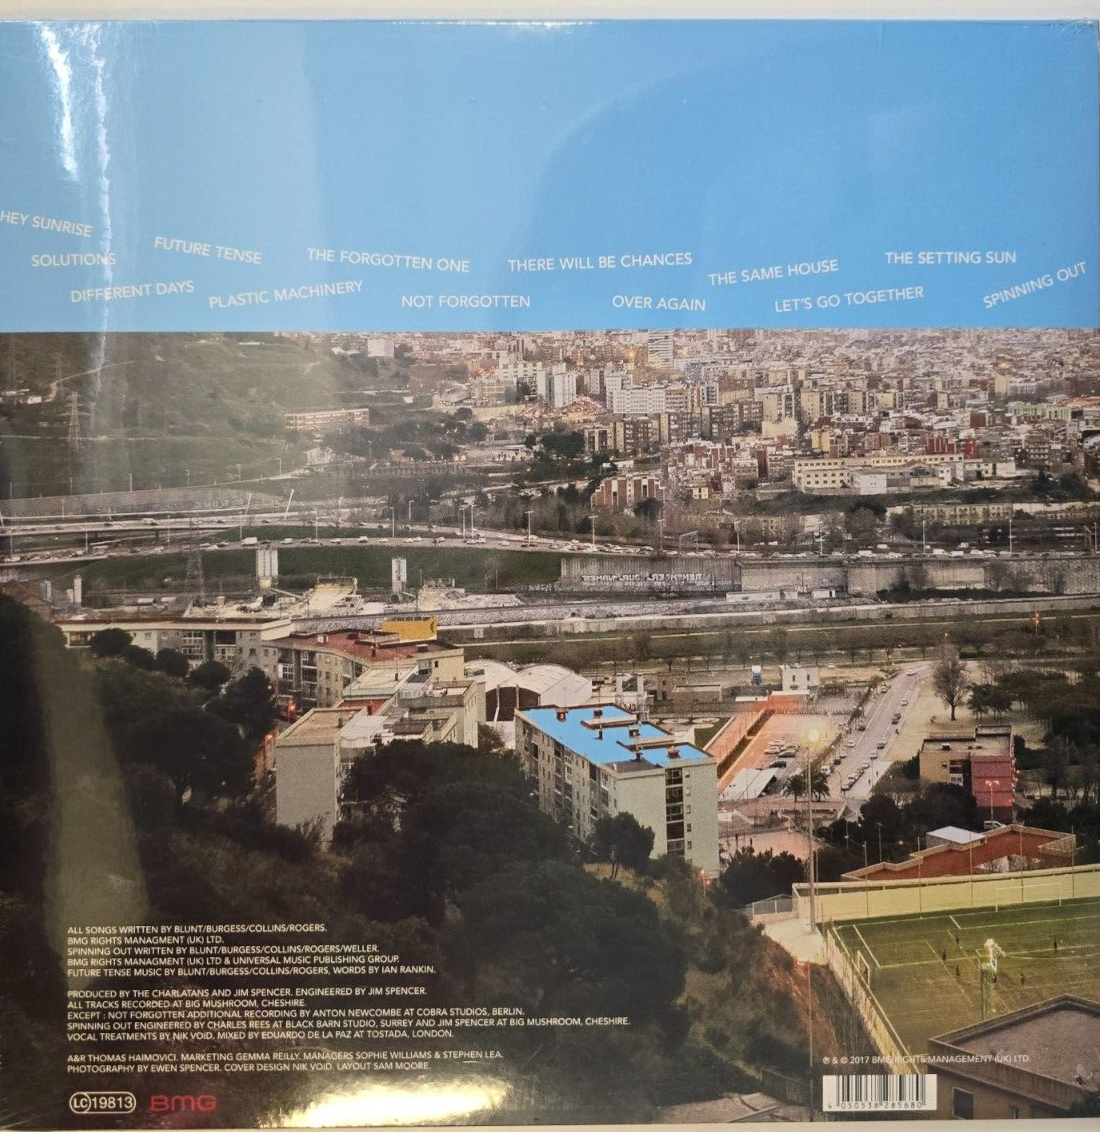 HEY SUNRISE
FUTURE TENSE
THE FORGOTTEN ONE
THERE WILL BE CHANCES
THE SAME HOUSE
THE SETTING SUN
SOLUTIONS
DIFFERENT DAYS
PLASTIC MACHINERY
NOT FORGOTTEN
OVER AGAIN
LET'S GO TOGETHER
SPINNING OUT
ALL SONGS WRITTEN BY BLUNT/BURGESS/COLLINS/ROGERS.
BMG RIGHTS MANAGMENT (UK) LTD.
SPINNING OUT WRITTEN BY BLUNT/BURGESS/COLLINS/ROGERS/WELLER.
BMG RIGHTS MANAGMENT (UK) LTD & UNIVERSAL MUSIC PUBLISHING GROUP.
FUTURE TENSE MUSIC BY BLUNT/BURGESS/COLLINS/ROGERS, WORDS BY IAN RANKIN.
PRODUCED BY THE CHARLATANS AND JIM SPENCER. ENGINEERED BY JIM SPENCER.
ALL TRACKS RECORDED AT BIG MUSHROOM, CHESHIRE.
EXCEPT : NOT FORGOTTEN ADDITIONAL RECORDING BY ANTON NEWCOMBE AT COBRA STUDIOS, BERLIN.
SPINNING OUT ENGINEERED BY CHARLES REES AT BLACK BARN STUDIO, SURREY AND JIM SPENCER AT BIG MUSHROOM, CHESHIRE.
VOCAL TREATMENTS BY NIK VOID. MIXED BY EDUARDO DE LA PAZ AT TOSTADA, LONDON.
A&R THOMAS HAIMOVICI. MARKETING GEMMA REILLY. MANAGERS SOPHIE WILLIAMS & STEPHEN LEA.
PHOTOGRAPHY BY EWEN SPENCER. COVER DESIGN NIK VOID. LAYOUT SAM MOORE.
℗ & © 2017 BMG RIGHTS MANAGEMENT (UK) LTD.
LC 19813 BMG
4 050538 285680